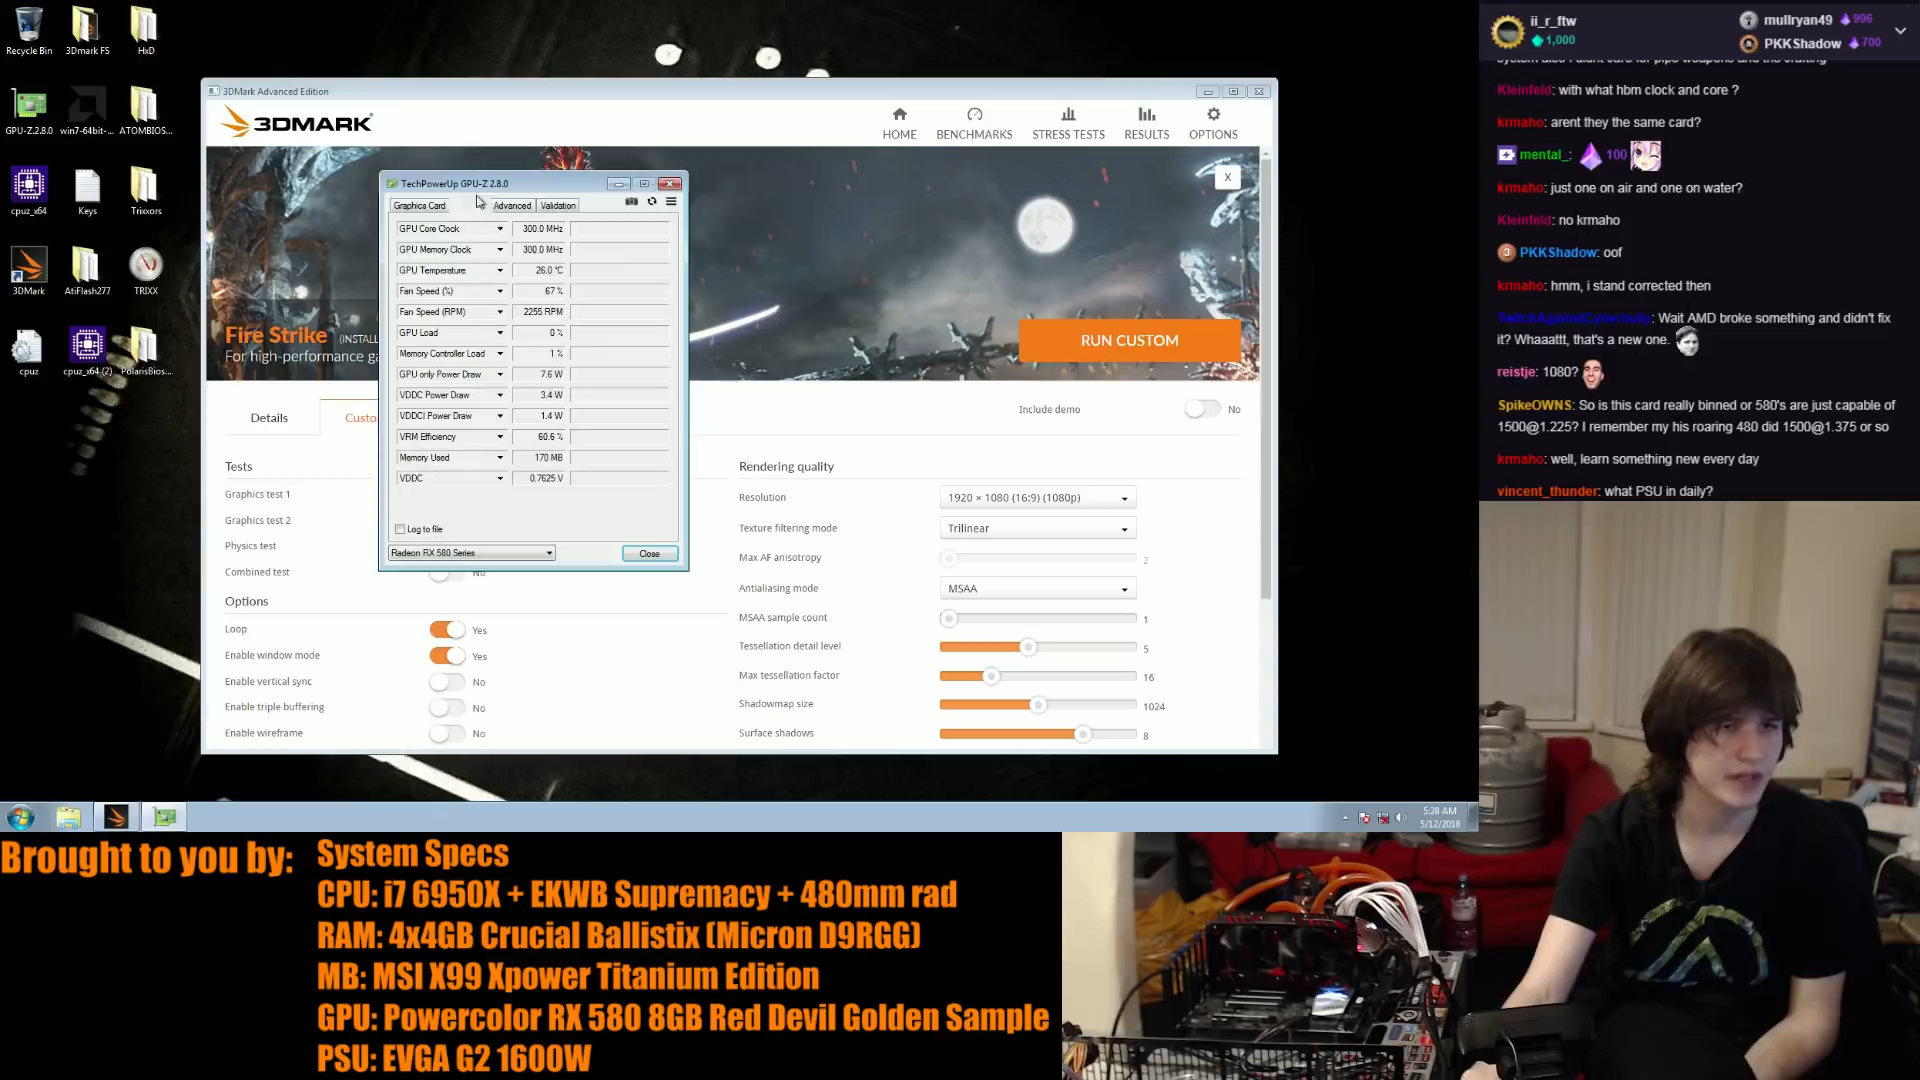 Recycle Bin
3Dmark FS
HxD
GPU-Z.2.8.0
win7-64bit-...
ATOMBIOS...
cpuz_x64
Keys
Trixxors
3DMark
AtiFlash277
TRIXX
cpuz
cpuz_x64 (2)
PolarisBios...
3DMark Advanced Edition
3DMARK
HOME
BENCHMARKS
STRESS TESTS
RESULTS
OPTIONS
X
Fire Strike (INSTALL
For high-performance ga
RUN CUSTOM
Details
Custo
Include demo
No
Tests
Graphics test 1
Graphics test 2
Physics test
Combined test
No
Options
Loop
Yes
Enable window mode
Yes
Enable vertical sync
No
Enable triple buffering
No
Enable wireframe
No
Rendering quality
Resolution
1920 × 1080 (16:9) (1080p)
Texture filtering mode
Trilinear
Max AF anisotropy
2
Antialiasing mode
MSAA
MSAA sample count
1
Tessellation detail level
5
Max tessellation factor
16
Shadowmap size
1024
Surface shadows
8
TechPowerUp GPU-Z 2.8.0
Graphics Card
Advanced
Validation
GPU Core Clock
300.0 MHz
GPU Memory Clock
300.0 MHz
GPU Temperature
26.0 °C
Fan Speed (%)
67 %
Fan Speed (RPM)
2255 RPM
GPU Load
0 %
Memory Controller Load
1 %
GPU only Power Draw
7.6 W
VDDC Power Draw
3.4 W
VDDCI Power Draw
1.4 W
VRM Efficiency
60.6 %
Memory Used
170 MB
VDDC
0.7625 V
Log to file
Radeon RX 580 Series
Close
5:28 AM
5/12/2018
ii_r_ftw
1,000
mullryan49 996
PKKShadow 700
Kleinfeld: with what hbm clock and core ?
krmaho: arent they the same card?
mental_: 100
krmaho: just one on air and one on water?
Kleinfeld: no krmaho
3 PKKShadow: oof
krmaho: hmm, i stand corrected then
TwitchAgainstCyberbully: Wait AMD broke something and didn't fix
it? Whaaattt, that's a new one.
reistje: 1080?
SpikeOWNS: So is this card really binned or 580's are just capable of
1500@1.225? I remember my his roaring 480 did 1500@1.375 or so
krmaho: well, learn something new every day
vincent_thunder: what PSU in daily?
Brought to you by:
System Specs
CPU: i7 6950X + EKWB Supremacy + 480mm rad
RAM: 4x4GB Crucial Ballistix (Micron D9RGG)
MB: MSI X99 Xpower Titanium Edition
GPU: Powercolor RX 580 8GB Red Devil Golden Sample
PSU: EVGA G2 1600W